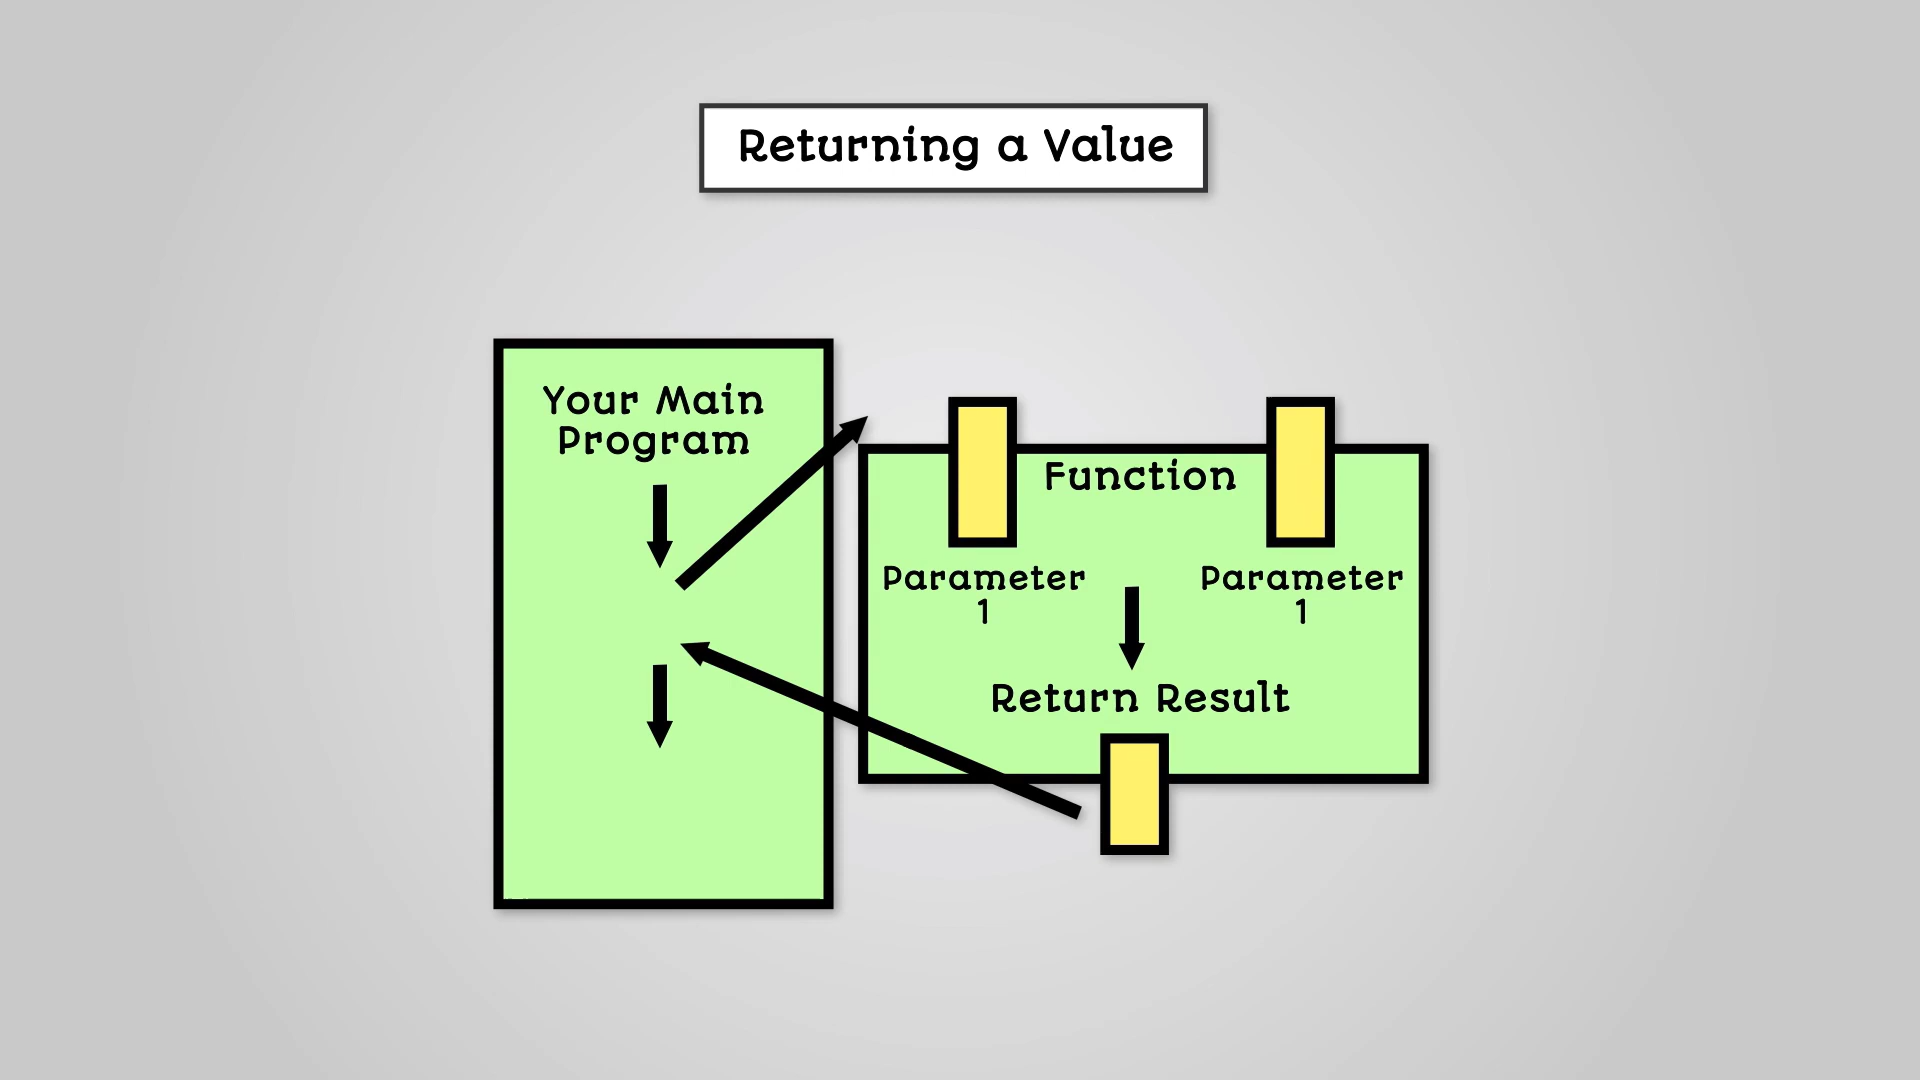 Returning a Value
Your Main
Program
Function
Parameter
1
Parameter
1
Return Result